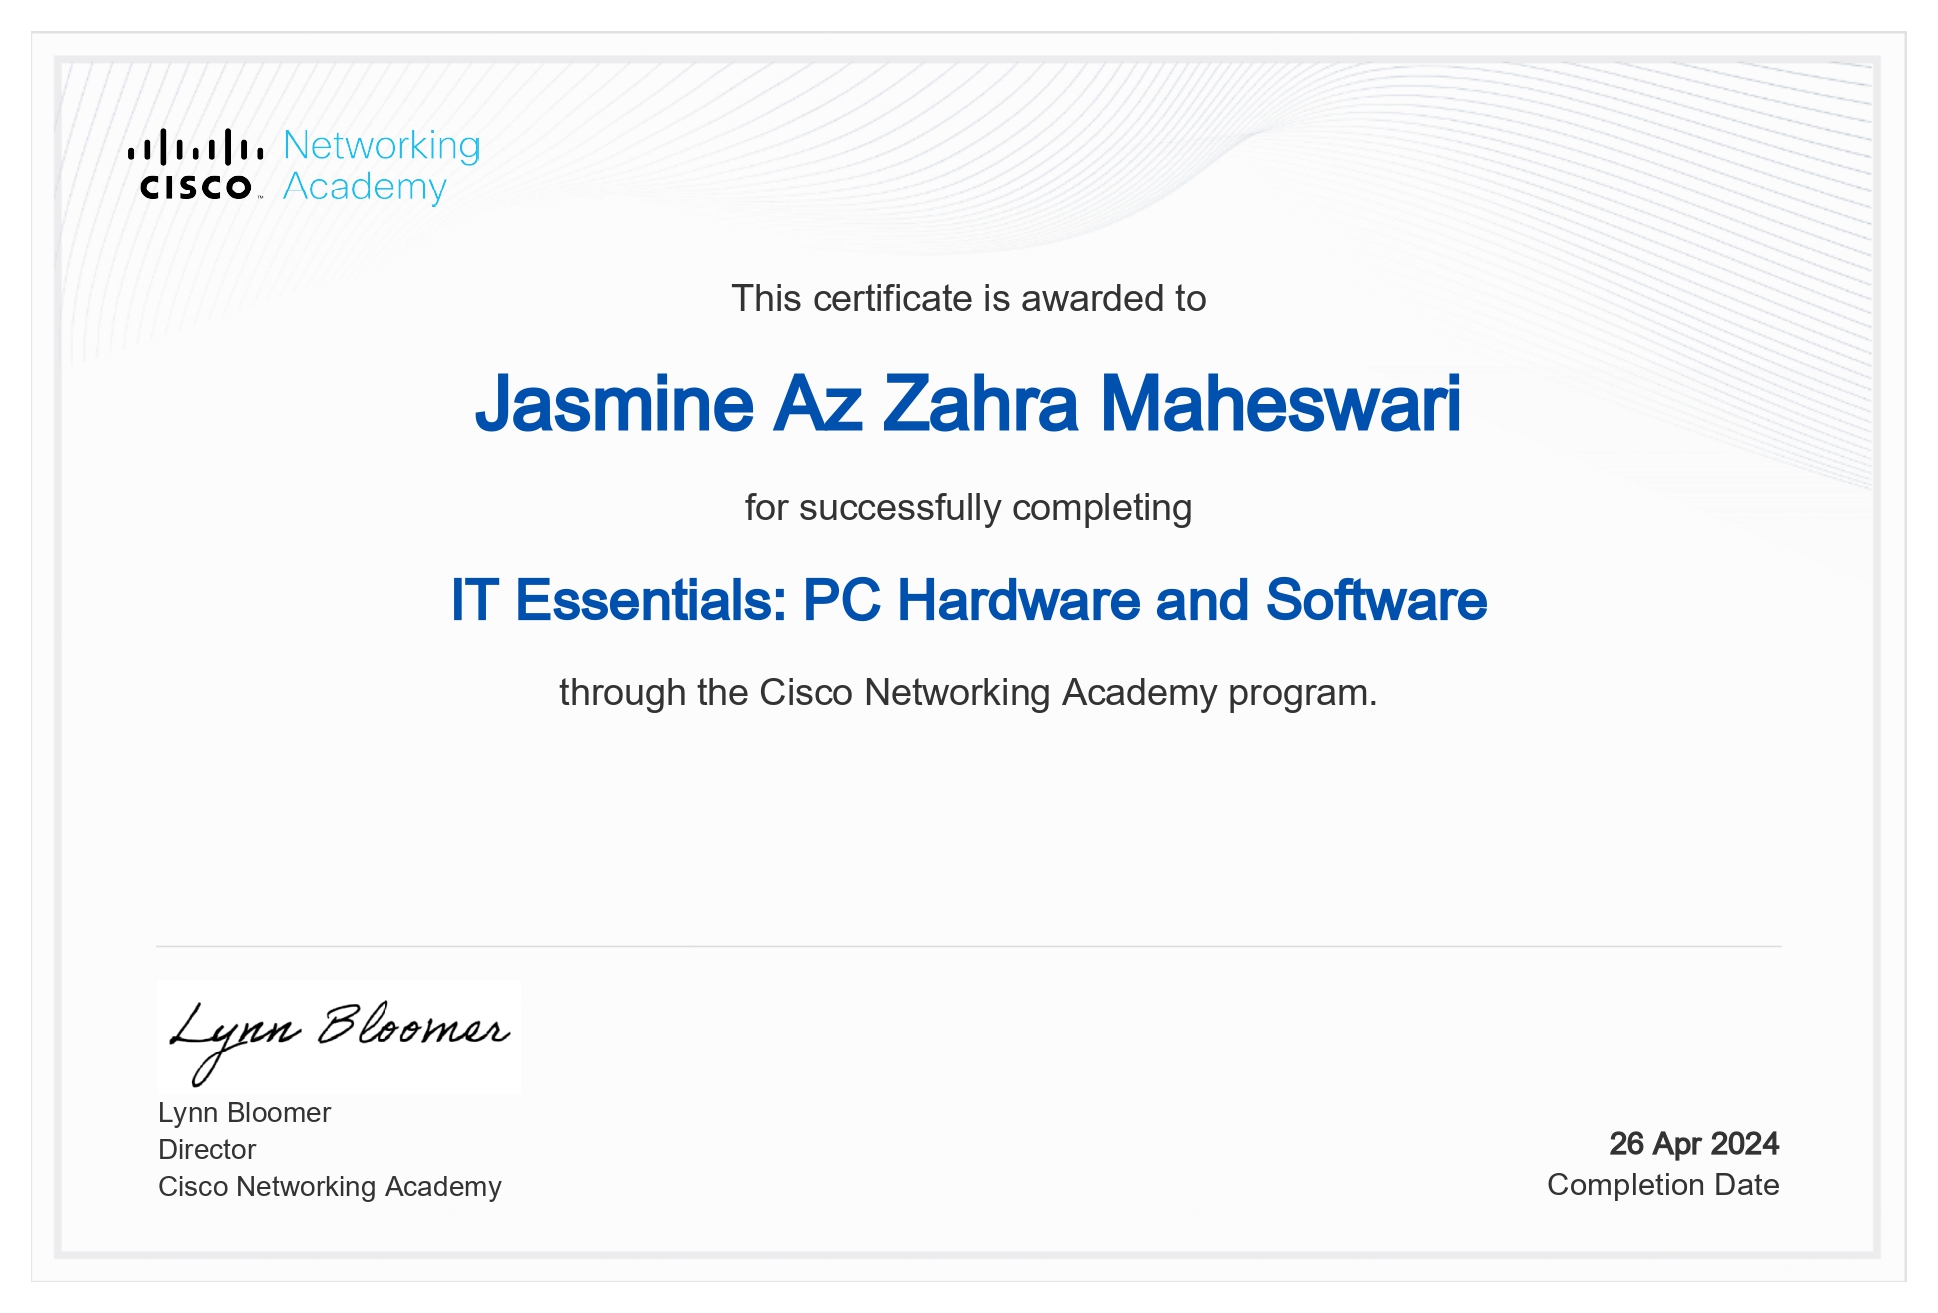 Networking
CISCO™ Academy
This certificate is awarded to
Jasmine Az Zahra Maheswari
for successfully completing
IT Essentials: PC Hardware and Software
through the Cisco Networking Academy program.
Lynn Bloomer
Lynn Bloomer
Director
Cisco Networking Academy
26 Apr 2024
Completion Date